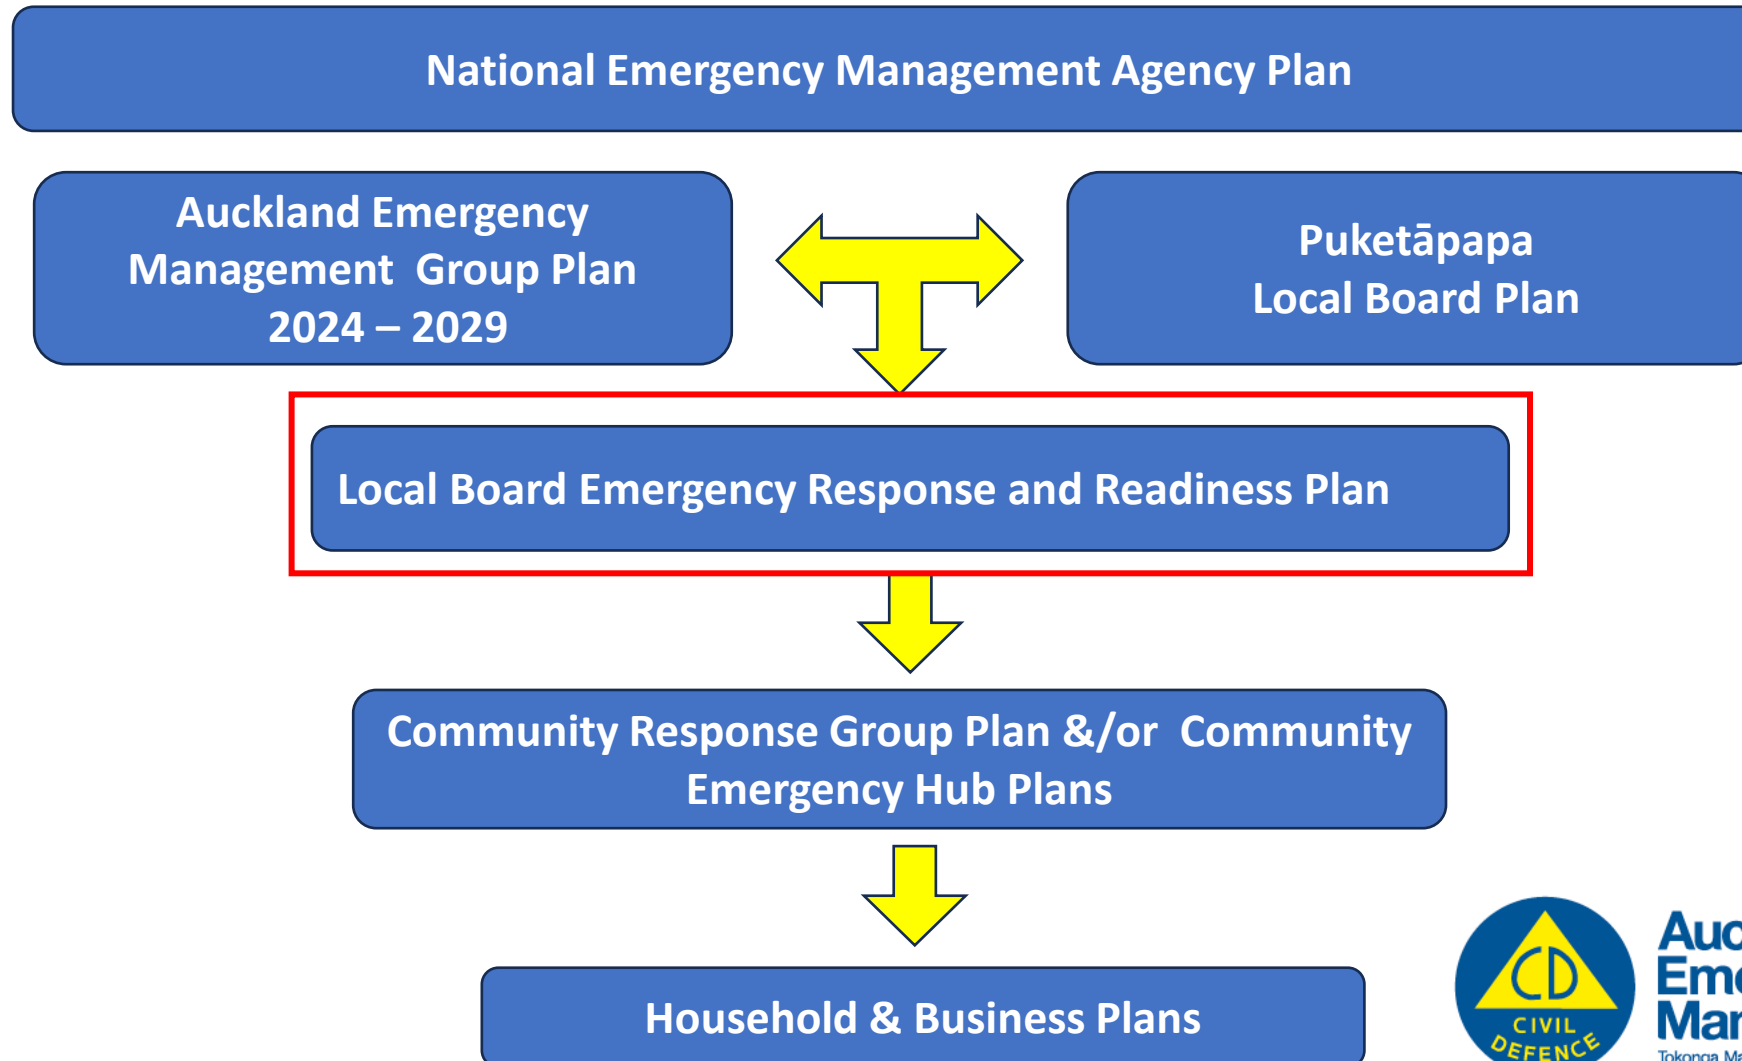 National Emergency Management Agency Plan
Auckland Emergency
Management Group Plan
2024 – 2029
Puketāpapa
Local Board Plan
Local Board Emergency Response and Readiness Plan
Community Response Group Plan &/or Community
Emergency Hub Plans
Household & Business Plans
CD
CIVIL
DEFENCE
Tokonga